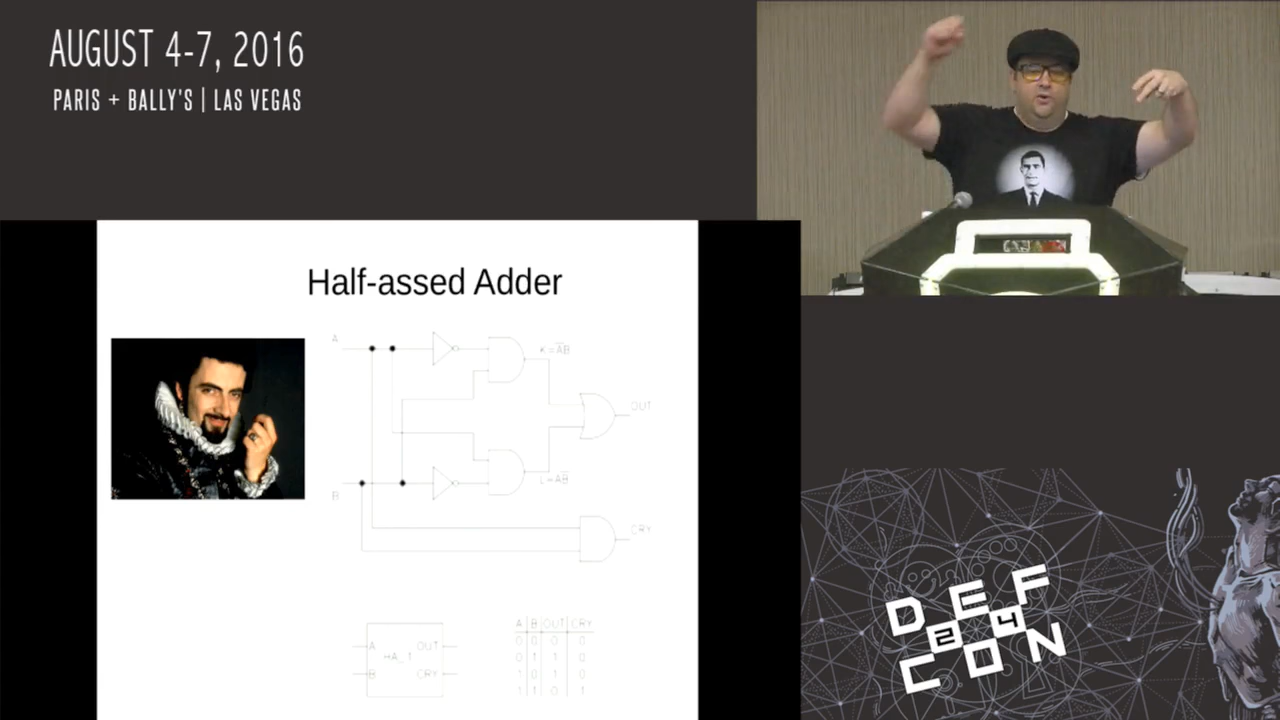 AUGUST 4-7, 2016
PARIS + BALLY'S | LAS VEGAS
Half-assed Adder
A
K = A̅B
OUT
L = AB̅
B
CRY
A OUT
HA_1
B CRY
A B OUT CRY
0 0 0 0
0 1 1 0
1 0 1 0
1 1 0 1
DEF
24
CON